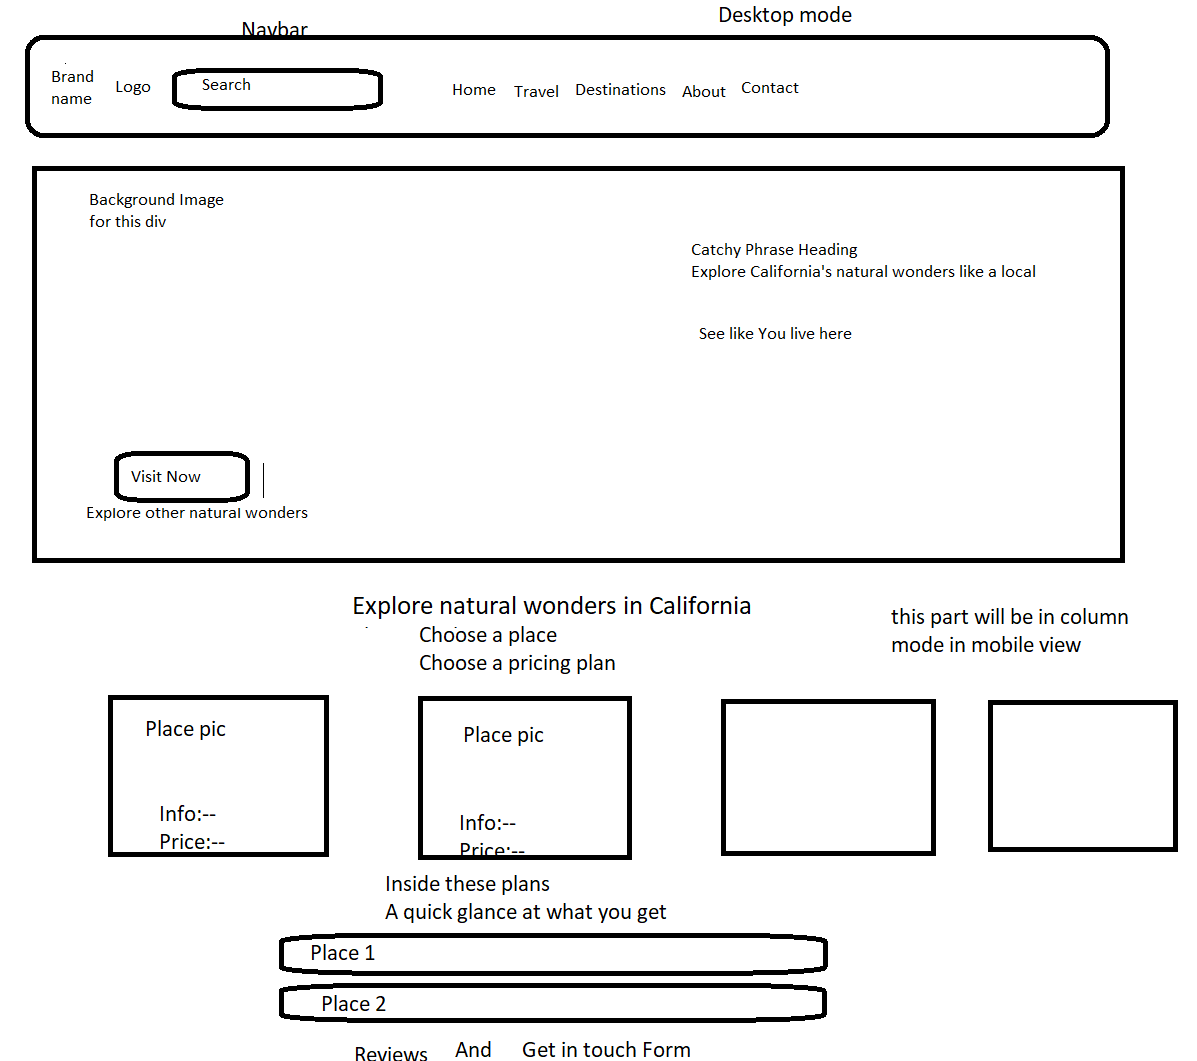 Desktop mode
Navbar
Brand
name
Logo
Search
Home
Travel
Destinations
About
Contact
Background Image
for this div
Catchy Phrase Heading
Explore California's natural wonders like a local
See like You live here
Visit Now
Explore other natural wonders
Explore natural wonders in California
Choose a place
Choose a pricing plan
this part will be in column
mode in mobile view
Place pic
Info:--
Price:--
Place pic
Info:--
Price:--
Inside these plans
A quick glance at what you get
Place 1
Place 2
Reviews And Get in touch Form